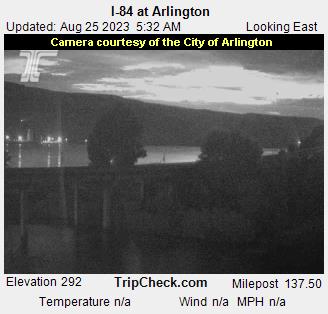 I-84 at Arlington
Updated: Aug 25 2023 5:32 AM Looking East
Camera courtesy of the City of Arlington
Elevation 292 TripCheck.com Milepost 137.50
Temperature n/a Wind n/a MPH n/a